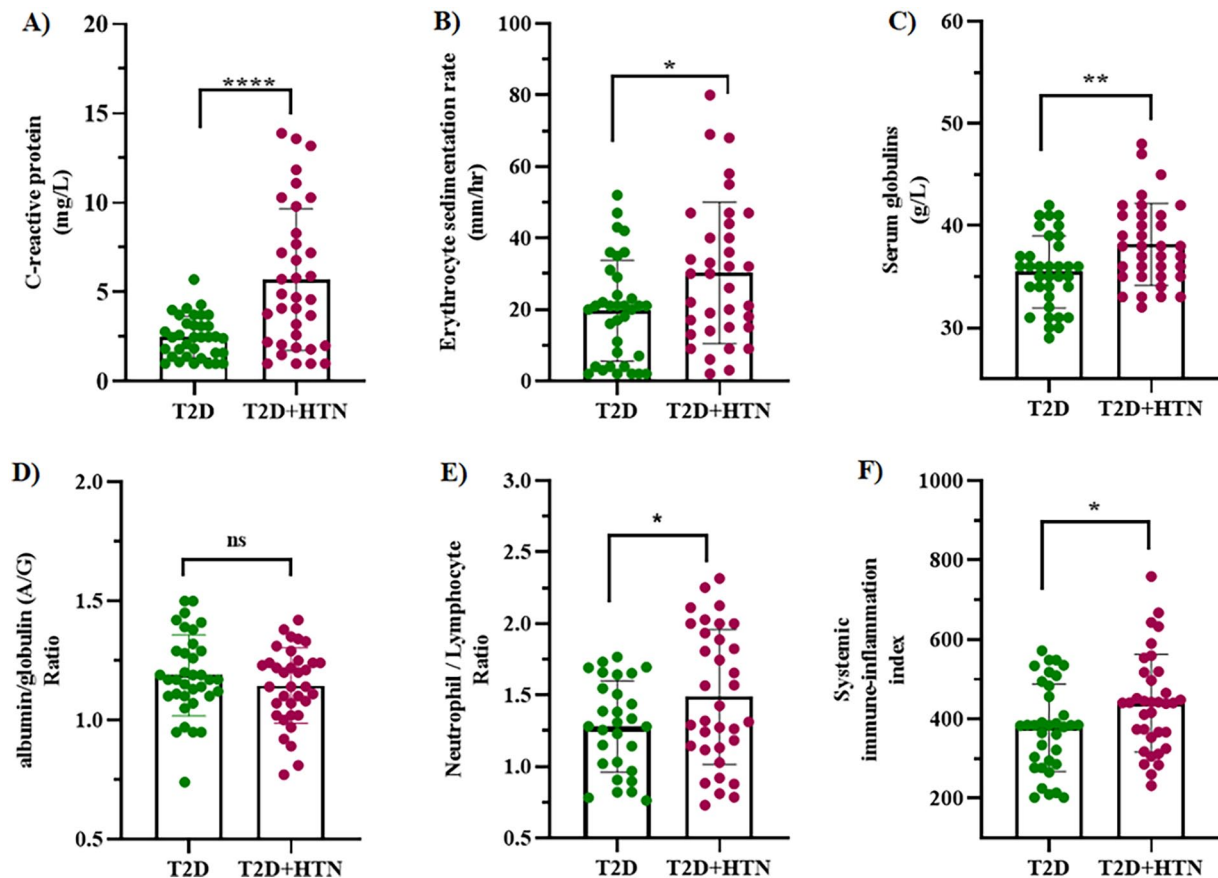 A)
C-reactive protein
(mg/L)
20
15
10
5
0
****
T2D
T2D+HTN
B)
Erythrocyte sedimentation rate
(mm/hr)
100
80
60
40
20
0
*
T2D
T2D+HTN
C)
Serum globulins
(g/L)
60
50
40
30
**
T2D
T2D+HTN
D)
albumin/globulin (A/G)
Ratio
2.0
1.5
1.0
0.5
ns
T2D
T2D+HTN
E)
Neutrophil / Lymphocyte
Ratio
3.0
2.5
2.0
1.5
1.0
0.5
*
T2D
T2D+HTN
F)
Systemic
immune-inflammation
index
1000
800
600
400
200
*
T2D
T2D+HTN